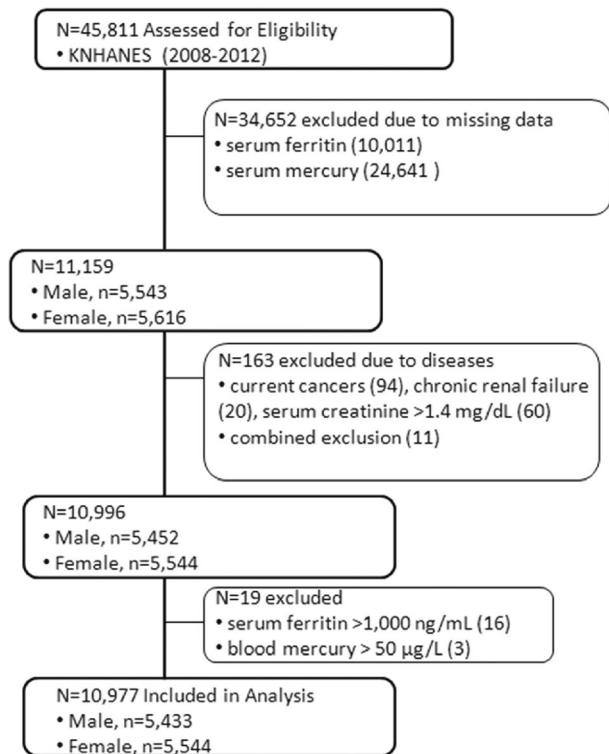 N=45,811 Assessed for Eligibility
• KNHANES (2008-2012)
N=34,652 excluded due to missing data
• serum ferritin (10,011)
• serum mercury (24,641 )
N=11,159
• Male, n=5,543
• Female, n=5,616
N=163 excluded due to diseases
• current cancers (94), chronic renal failure
(20), serum creatinine >1.4 mg/dL (60)
• combined exclusion (11)
N=10,996
• Male, n=5,452
• Female, n=5,544
N=19 excluded
• serum ferritin >1,000 ng/mL (16)
• blood mercury > 50 µg/L (3)
N=10,977 Included in Analysis
• Male, n=5,433
• Female, n=5,544